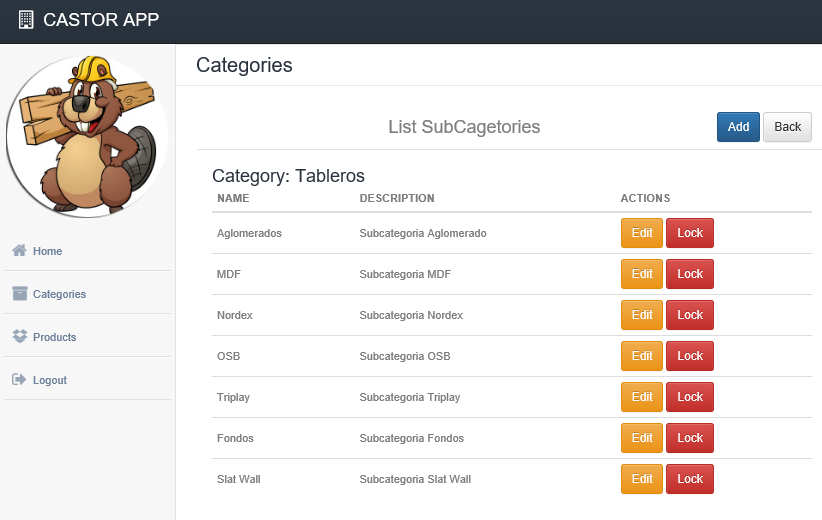 CASTOR APP
Categories
List SubCagetories
Add Back
Category: Tableros
NAME DESCRIPTION ACTIONS
Aglomerados Subcategoria Aglomerado Edit Lock
MDF Subcategoria MDF Edit Lock
Nordex Subcategoria Nordex Edit Lock
OSB Subcategoria OSB Edit Lock
Triplay Subcategoria Triplay Edit Lock
Fondos Subcategoria Fondos Edit Lock
Slat Wall Subcategoria Slat Wall Edit Lock
Home
Categories
Products
Logout